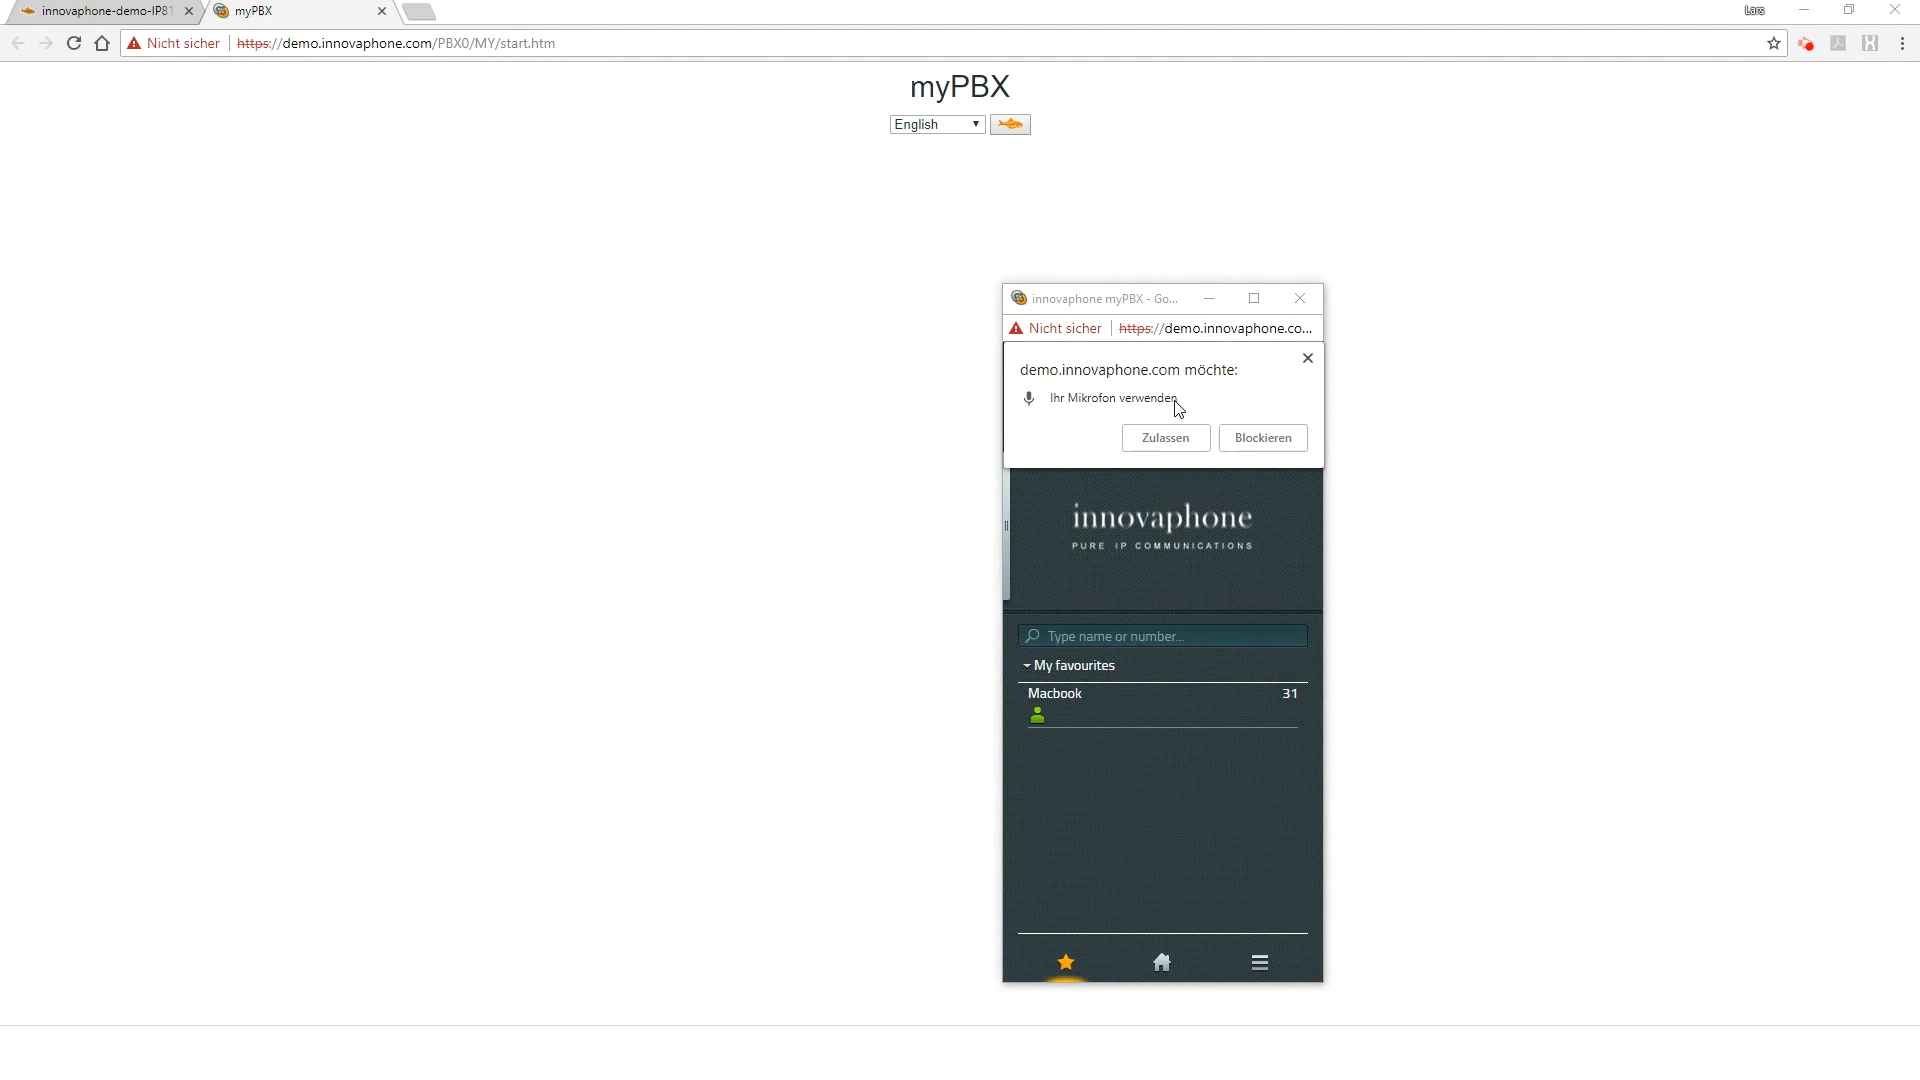 innovaphone-demo-IP81
myPBX
Lars
Nicht sicher https://demo.innovaphone.com/PBX0/MY/start.htm
myPBX
English
innovaphone myPBX - Go...
Nicht sicher https://demo.innovaphone.co...
demo.innovaphone.com möchte:
Ihr Mikrofon verwenden
Zulassen Blockieren
innovaphone
PURE IP COMMUNICATIONS
Type name or number...
My favourites
Macbook 31